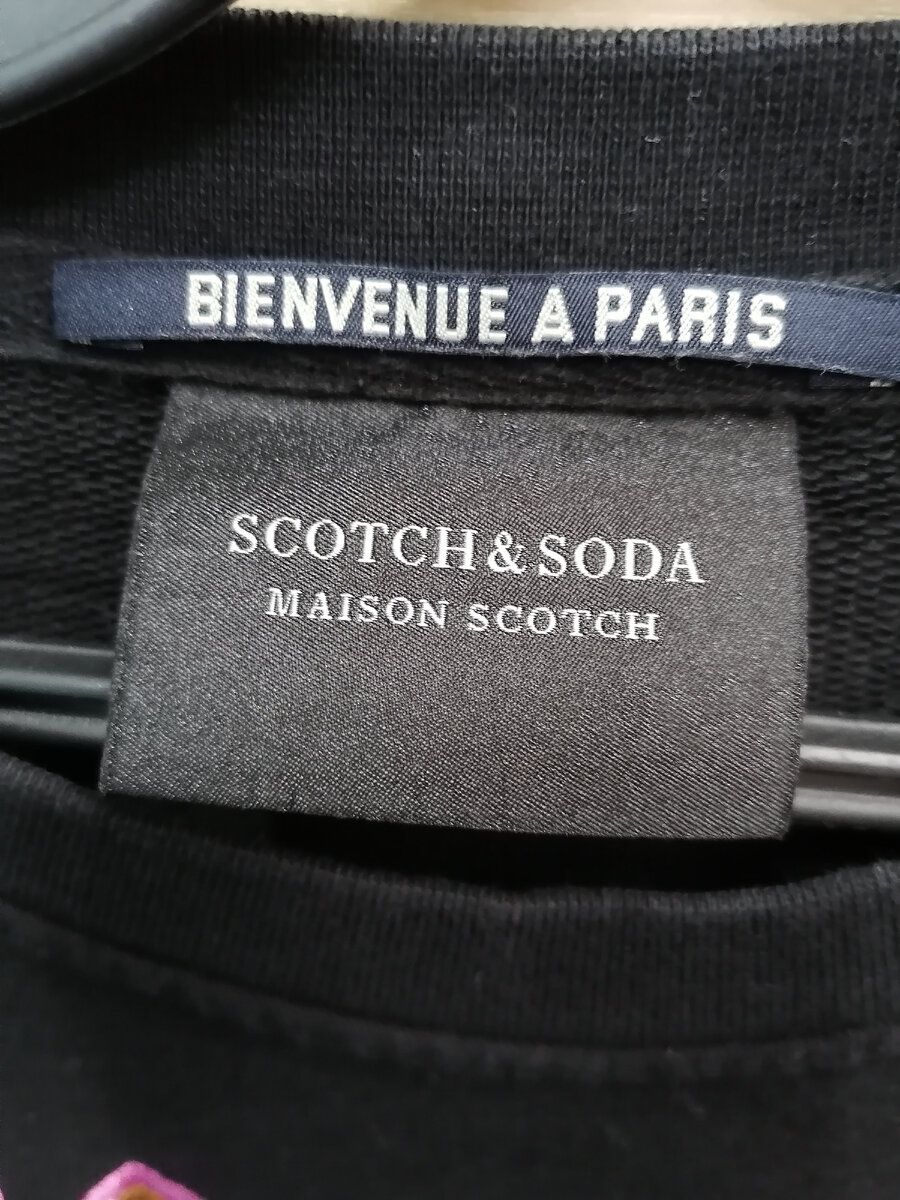 BIENVENUE A PARIS
SCOTCH & SODA
MAISON SCOTCH